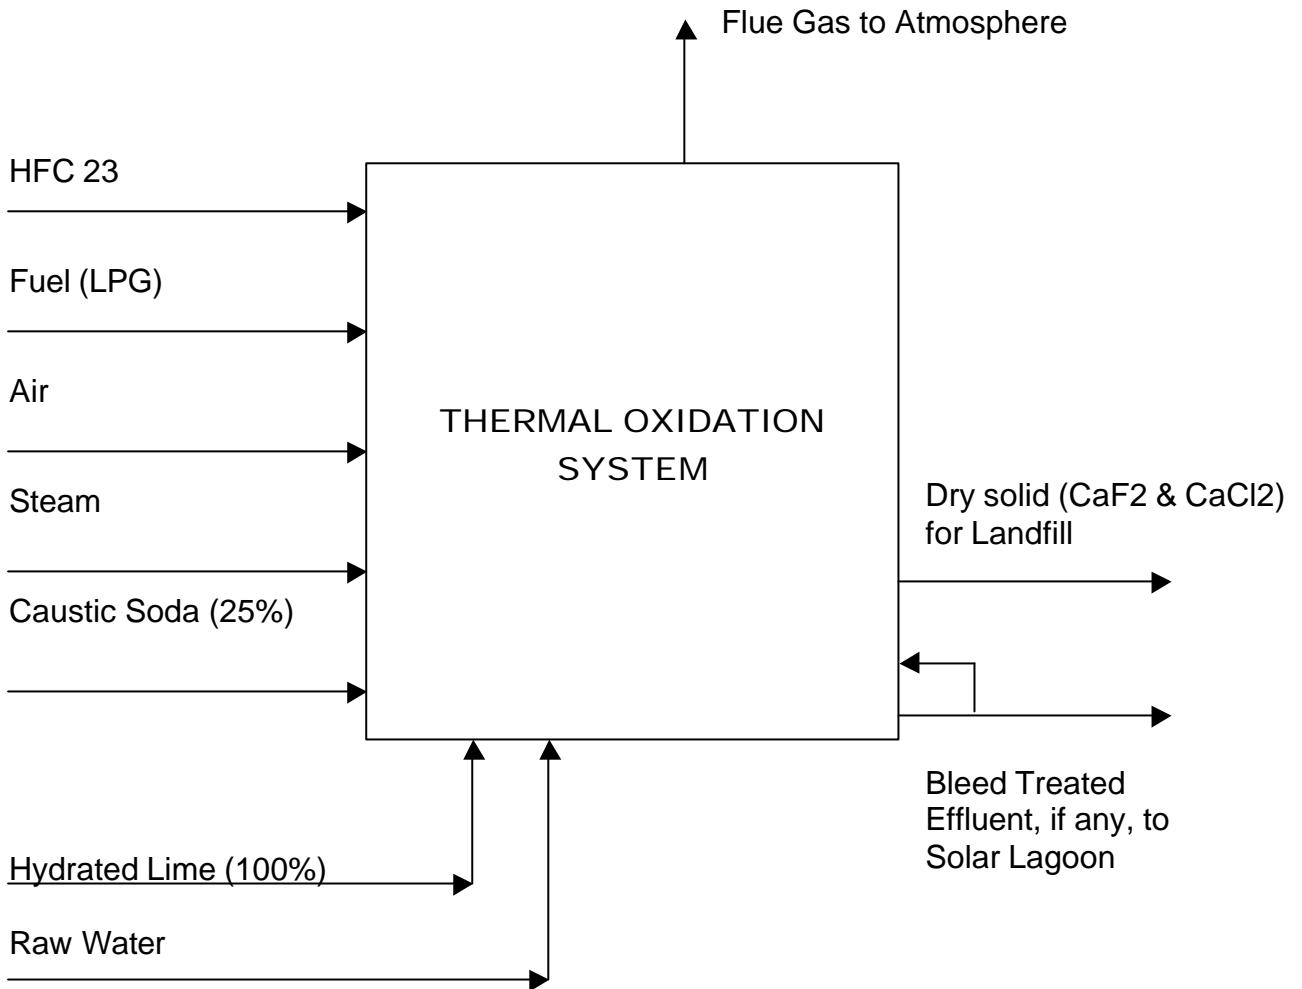 Flue Gas to Atmosphere
HFC 23
Fuel (LPG)
Air
THERMAL OXIDATION
SYSTEM
Steam
Dry solid (CaF2 & CaCl2)
for Landfill
Caustic Soda (25%)
Bleed Treated
Effluent, if any, to
Solar Lagoon
Hydrated Lime (100%)
Raw Water